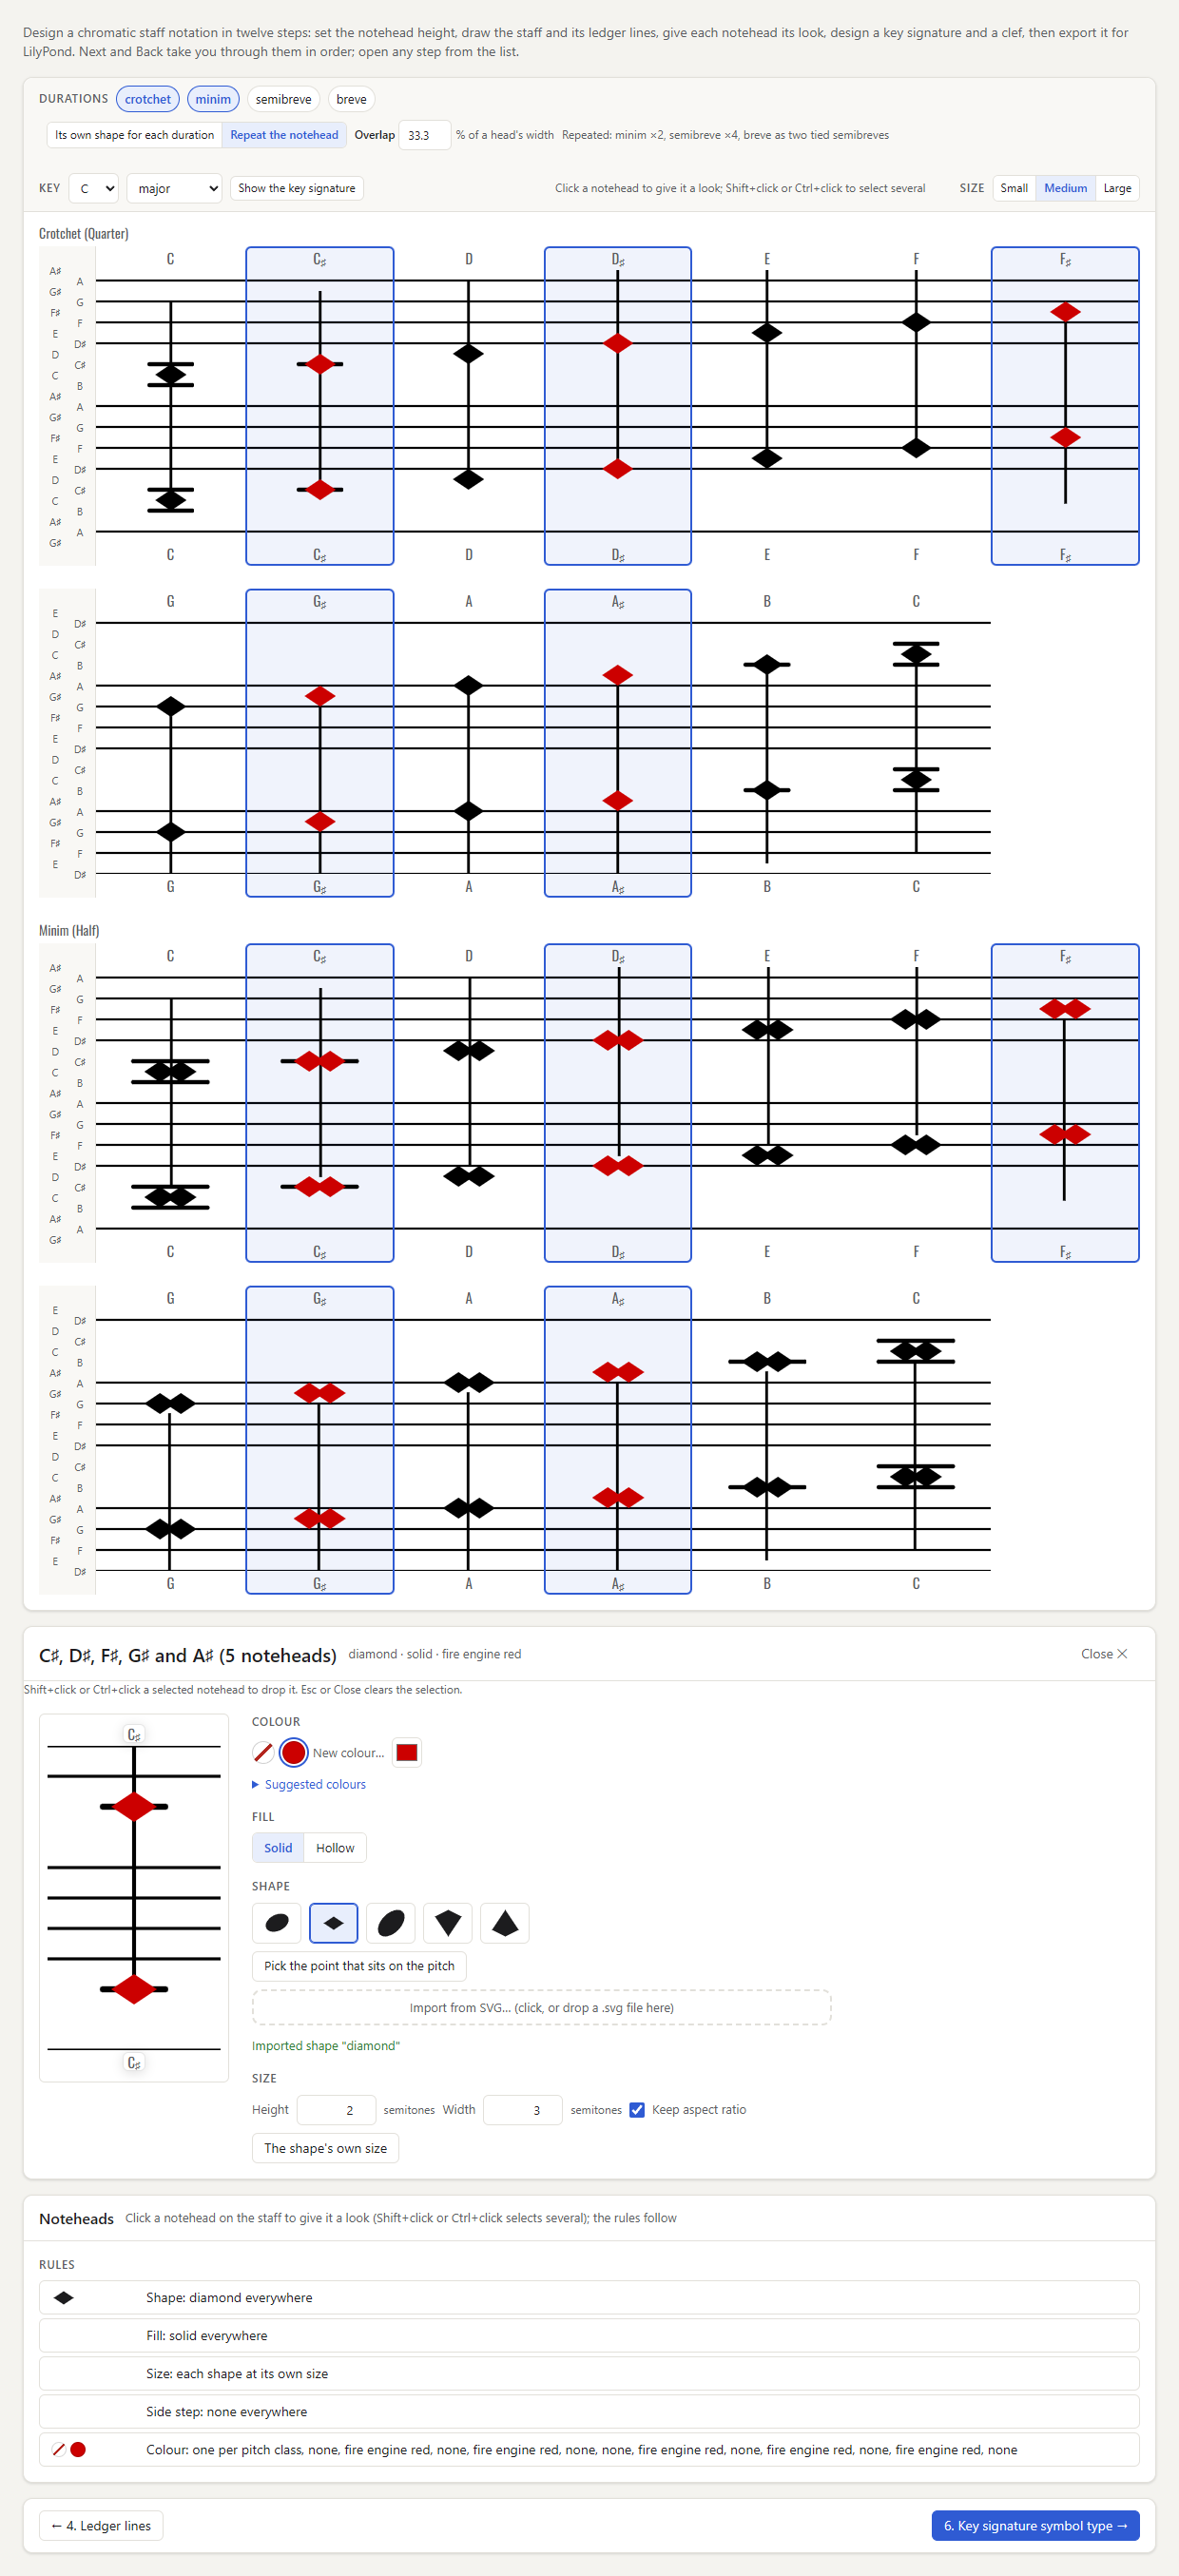 Design a chromatic staff notation in twelve steps: set the notehead height, draw the staff and its ledger lines, give each notehead its look, design a key signature and a clef, then export it for
LilyPond. Next and Back take you through them in order; open any step from the list.
DURATIONS crotchet minim semibreve breve
Its own shape for each duration Repeat the notehead Overlap 33.3 % of a head's width Repeated: minim ×2, semibreve ×4, breve as two tied semibreves
KEY C major Show the key signature Click a notehead to give it a look; Shift+click or Ctrl+click to select several SIZE Small Medium Large
Crotchet (Quarter)
C C♯ D D♯ E F F♯
A♯
A
G♯
G
F♯
F
E
D♯
D
C♯
C
B
A♯
A
G♯
G
F♯
F
E
D♯
D
C♯
C
B
A♯
A
G♯
C C♯ D D♯ E F F♯
G G♯ A A♯ B C
E
D♯
D
C♯
C
B
A♯
A
G♯
G
F♯
F
E
D♯
D
C♯
C
B
A♯
A
G♯
G
F♯
F
E
D♯
G G♯ A A♯ B C
Minim (Half)
C C♯ D D♯ E F F♯
A♯
A
G♯
G
F♯
F
E
D♯
D
C♯
C
B
A♯
A
G♯
G
F♯
F
E
D♯
D
C♯
C
B
A♯
A
G♯
C C♯ D D♯ E F F♯
G G♯ A A♯ B C
E
D♯
D
C♯
C
B
A♯
A
G♯
G
F♯
F
E
D♯
D
C♯
C
B
A♯
A
G♯
G
F♯
F
E
D♯
G G♯ A A♯ B C
C♯, D♯, F♯, G♯ and A♯ (5 noteheads) diamond · solid · fire engine red Close ×
Shift+click or Ctrl+click a selected notehead to drop it. Esc or Close clears the selection.
C♯
C♯
COLOUR
New colour...
▶ Suggested colours
FILL
Solid Hollow
SHAPE
Pick the point that sits on the pitch
Import from SVG... (click, or drop a .svg file here)
Imported shape "diamond"
SIZE
Height 2 semitones Width 3 semitones Keep aspect ratio
The shape's own size
Noteheads Click a notehead on the staff to give it a look (Shift+click or Ctrl+click selects several); the rules follow
RULES
Shape: diamond everywhere
Fill: solid everywhere
Size: each shape at its own size
Side step: none everywhere
Colour: one per pitch class, none, fire engine red, none, fire engine red, none, none, fire engine red, none, fire engine red, none, fire engine red, none
← 4. Ledger lines 6. Key signature symbol type →